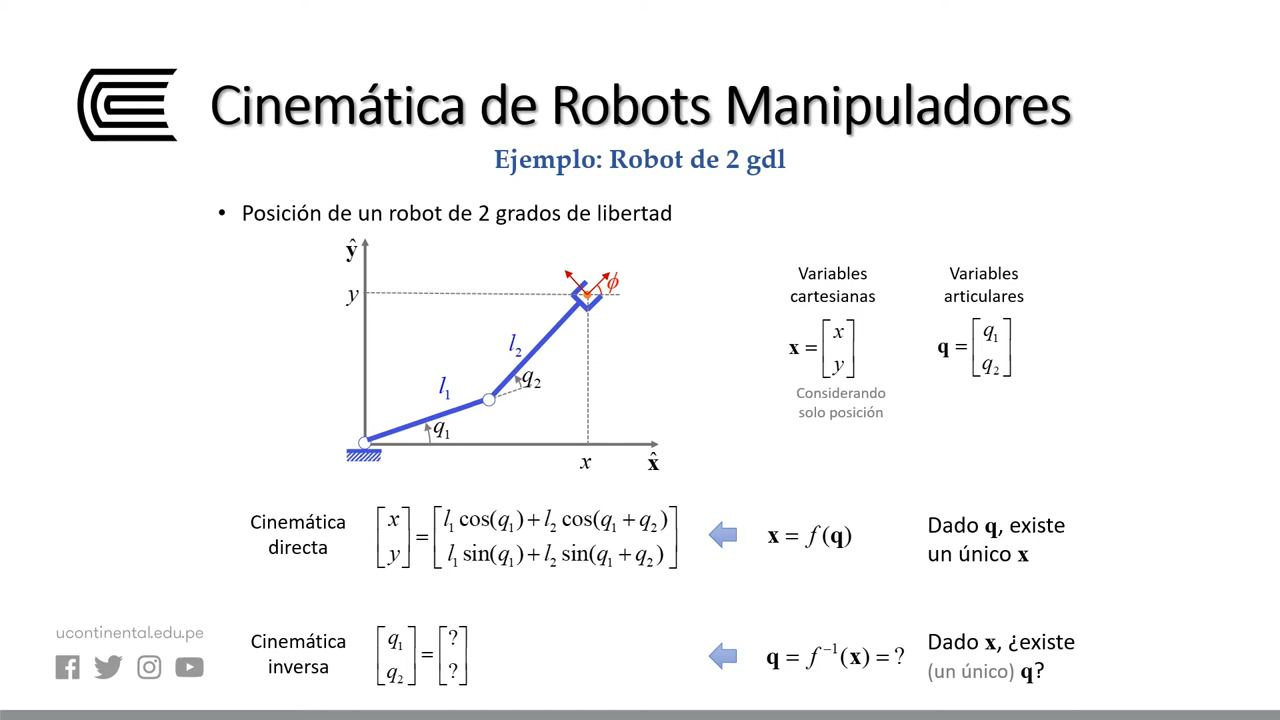 Cinemática de Robots Manipuladores
Ejemplo: Robot de 2 gdl
• Posición de un robot de 2 grados de libertad
ŷ
y
ϕ
l₂
q₂
l₁
q₁
x
x̂
Variables
cartesianas
x = [x
y]
Considerando
solo posición
Variables
articulares
q = [q₁
q₂]
Cinemática
directa
[x
y] = [l₁ cos(q₁) + l₂ cos(q₁ + q₂)
l₁ sin(q₁) + l₂ sin(q₁ + q₂)]
x = f(q)
Dado q, existe
un único x
ucontinental.edu.pe
Cinemática
inversa
[q₁
q₂] = [?
?]
q = f⁻¹(x) = ?
Dado x, ¿existe
(un único) q?